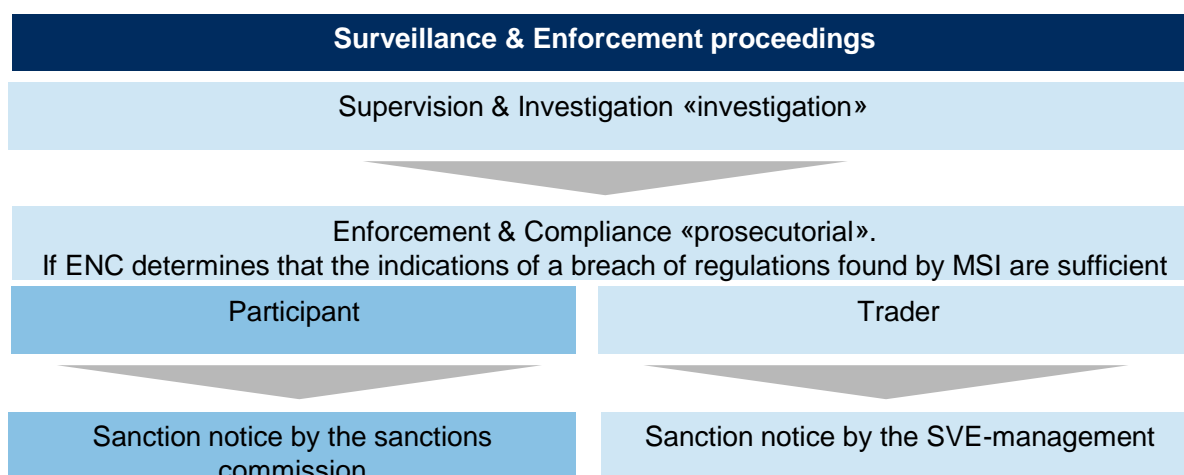 Surveillance & Enforcement proceedings
Supervision & Investigation «investigation»
Enforcement & Compliance «prosecutorial».
If ENC determines that the indications of a breach of regulations found by MSI are sufficient
Participant
Trader
Sanction notice by the sanctions
commission
Sanction notice by the SVE-management